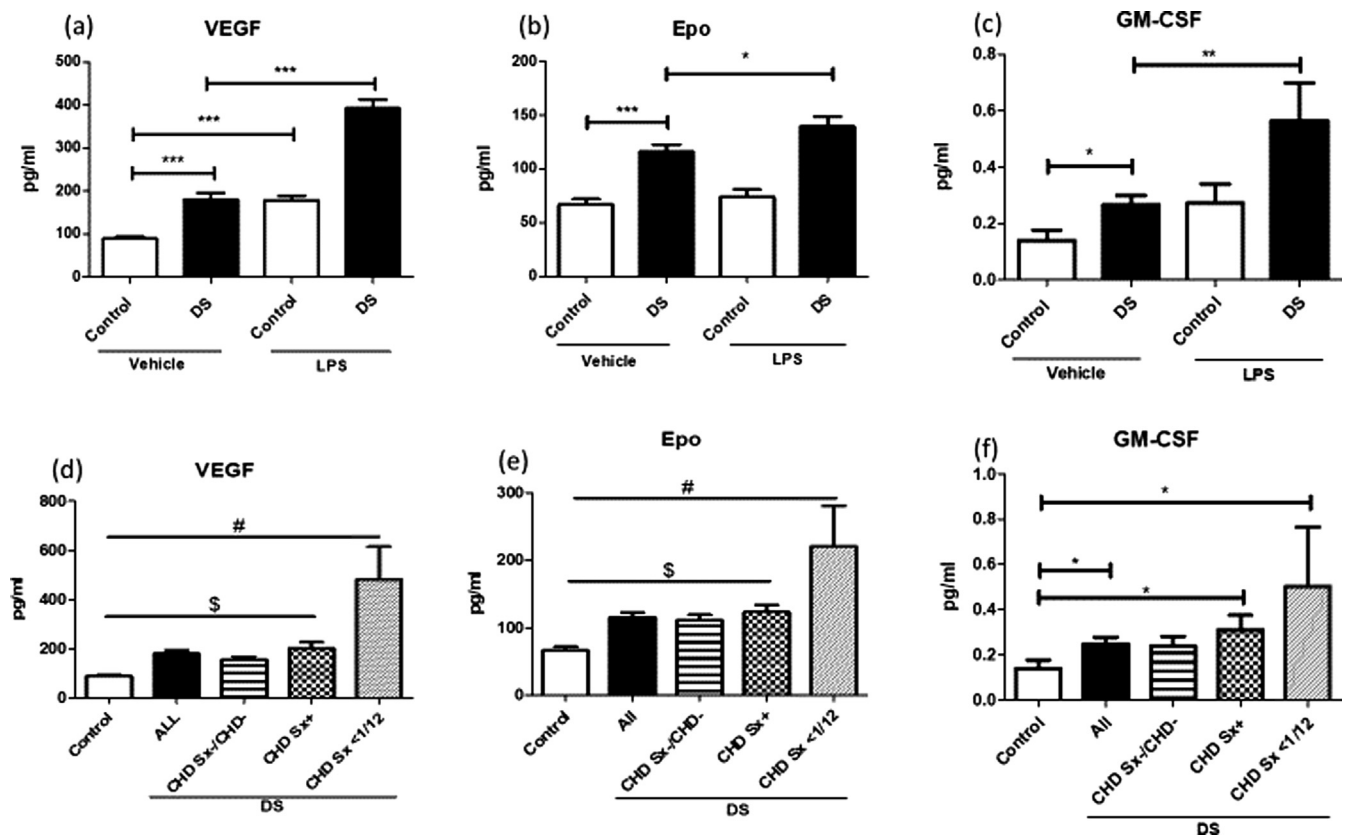 (a)
VEGF
500
400
300
200
100
0
pg/ml
***
***
***
Control
DS
Control
DS
Vehicle
LPS
(b)
Epo
200
150
100
50
0
pg/ml
***
*
Control
DS
Control
DS
Vehicle
LPS
(c)
GM-CSF
0.8
0.6
0.4
0.2
0.0
pg/ml
*
**
Control
DS
Control
DS
Vehicle
LPS
(d)
VEGF
800
600
400
200
0
pg/ml
#
$
Control
ALL
CHD Sx-/CHD-
CHD Sx+
CHD Sx <1/12
DS
(e)
Epo
300
200
100
0
pg/ml
#
$
Control
All
CHD Sx-/CHD-
CHD Sx+
CHD Sx <1/12
DS
(f)
GM-CSF
1.0
0.8
0.6
0.4
0.2
0.0
pg/ml
*
*
*
Control
All
CHD Sx-/CHD-
CHD Sx+
CHD Sx <1/12
DS